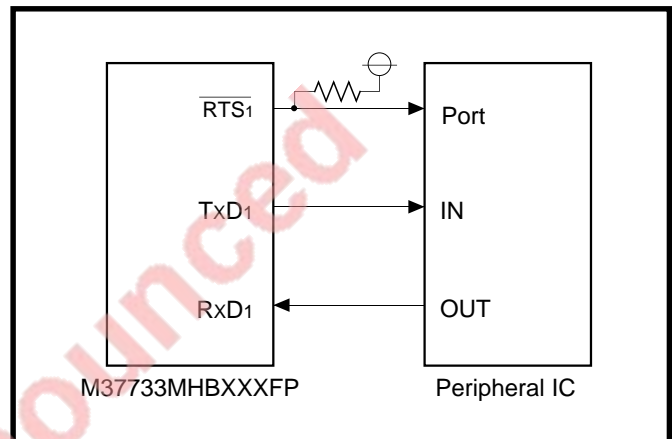 RTS1
Port
TxD1
IN
RxD1
OUT
M37733MHBXXXFP
Peripheral IC
ounced